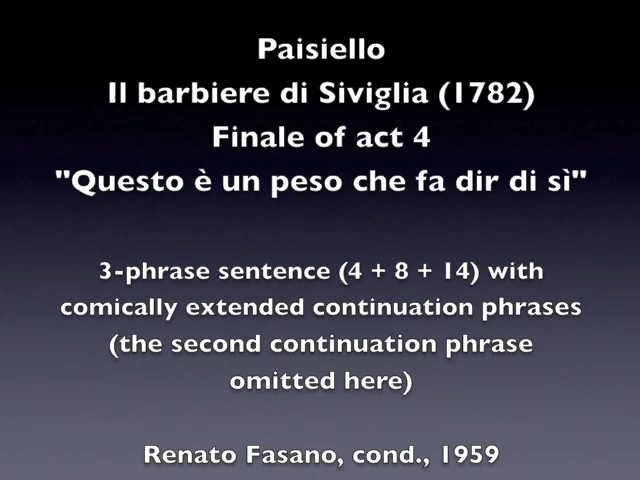 Paisiello
Il barbiere di Siviglia (1782)
Finale of act 4
"Questo è un peso che fa dir di sì"
3-phrase sentence (4 + 8 + 14) with
comically extended continuation phrases
(the second continuation phrase
omitted here)
Renato Fasano, cond., 1959